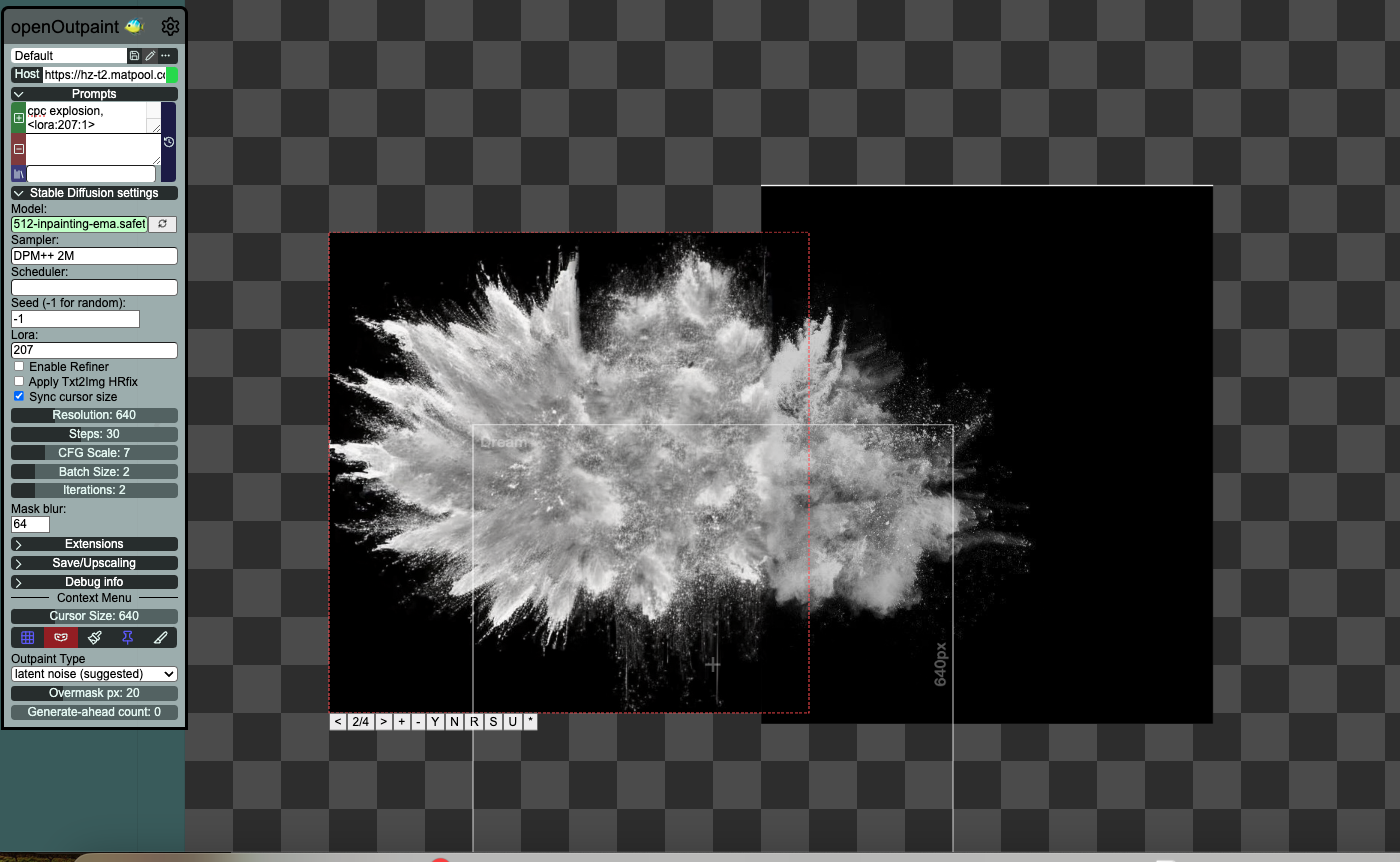 openOutpaint
Default
Host https://hz-t2.matpool.cc
Prompts
cpc explosion,
<lora:207:1>
Stable Diffusion settings
Model:
512-inpainting-ema.safet
Sampler:
DPM++ 2M
Scheduler:
Seed (-1 for random):
-1
Lora:
207
Enable Refiner
Apply Txt2Img HRfix
Sync cursor size
Resolution: 640
Steps: 30
CFG Scale: 7
Batch Size: 2
Iterations: 2
Mask blur:
64
Extensions
Save/Upscaling
Debug info
Context Menu
Cursor Size: 640
Outpaint Type
latent noise (suggested)
Overmask px: 20
Generate-ahead count: 0
Dream
640px
< 2/4 > + - Y N R S U *